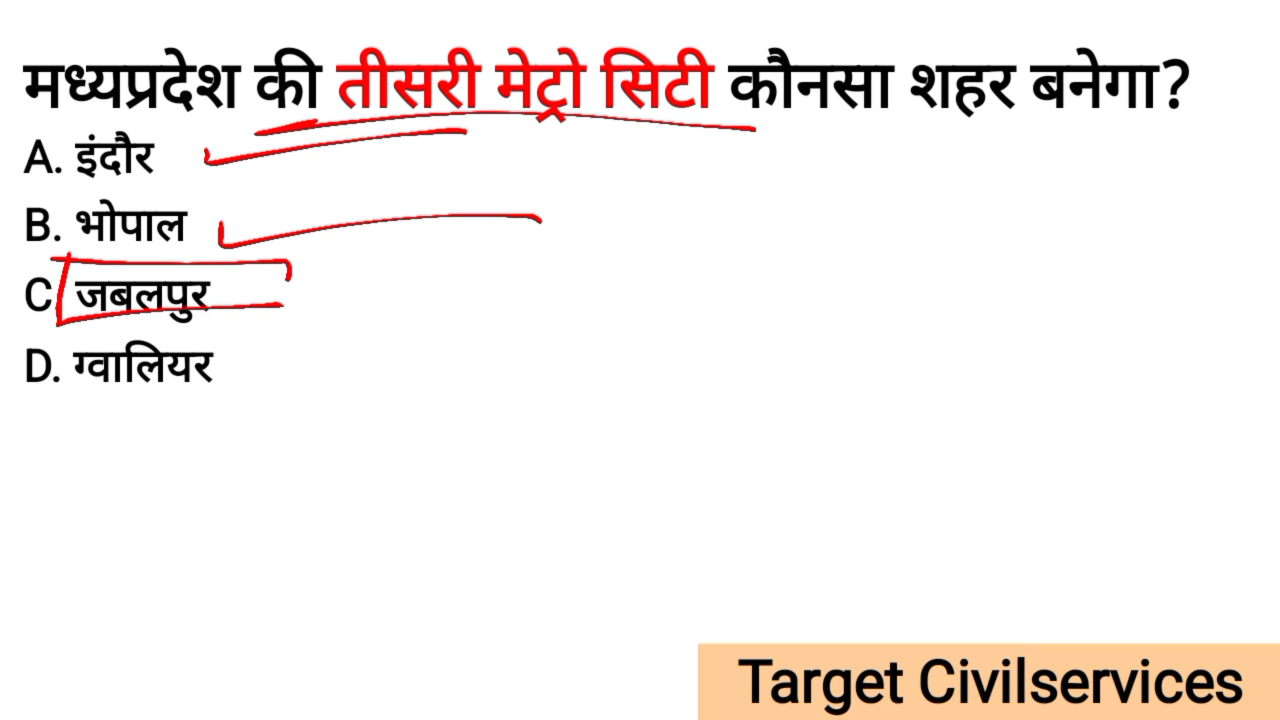 मध्यप्रदेश की तीसरी मेट्रो सिटी कौनसा शहर बनेगा?
A. इंदौर
B. भोपाल
C. जबलपुर
D. ग्वालियर
Target Civilservices